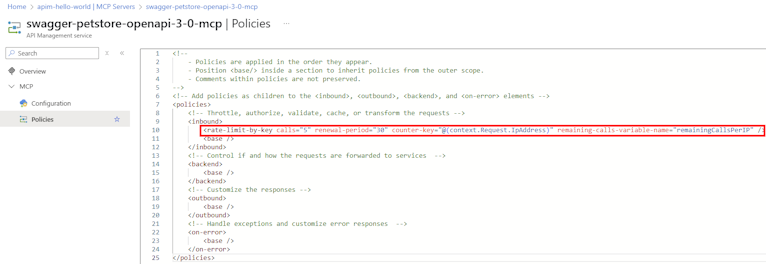 Home > apim-hello-world | MCP Servers > swagger-petstore-openapi-3-0-mcp
swagger-petstore-openapi-3-0-mcp | Policies ...
API Management service
Search
Overview
MCP
Configuration
Policies
1 <!--
2 - Policies are applied in the order they appear.
3 - Position <base/> inside a section to inherit policies from the outer scope.
4 - Comments within policies are not preserved.
5 -->
6 <!-- Add policies as children to the <inbound>, <outbound>, <backend>, and <on-error> elements -->
7 <policies>
8 <!-- Throttle, authorize, validate, cache, or transform the requests -->
9 <inbound>
10 <rate-limit-by-key calls="5" renewal-period="30" counter-key="@(context.Request.IpAddress)" remaining-calls-variable-name="remainingCallsPerIP" />
11 <base />
12 </inbound>
13 <!-- Control if and how the requests are forwarded to services -->
14 <backend>
15 <base />
16 </backend>
17 <!-- Customize the responses -->
18 <outbound>
19 <base />
20 </outbound>
21 <!-- Handle exceptions and customize error responses -->
22 <on-error>
23 <base />
24 </on-error>
25 </policies>